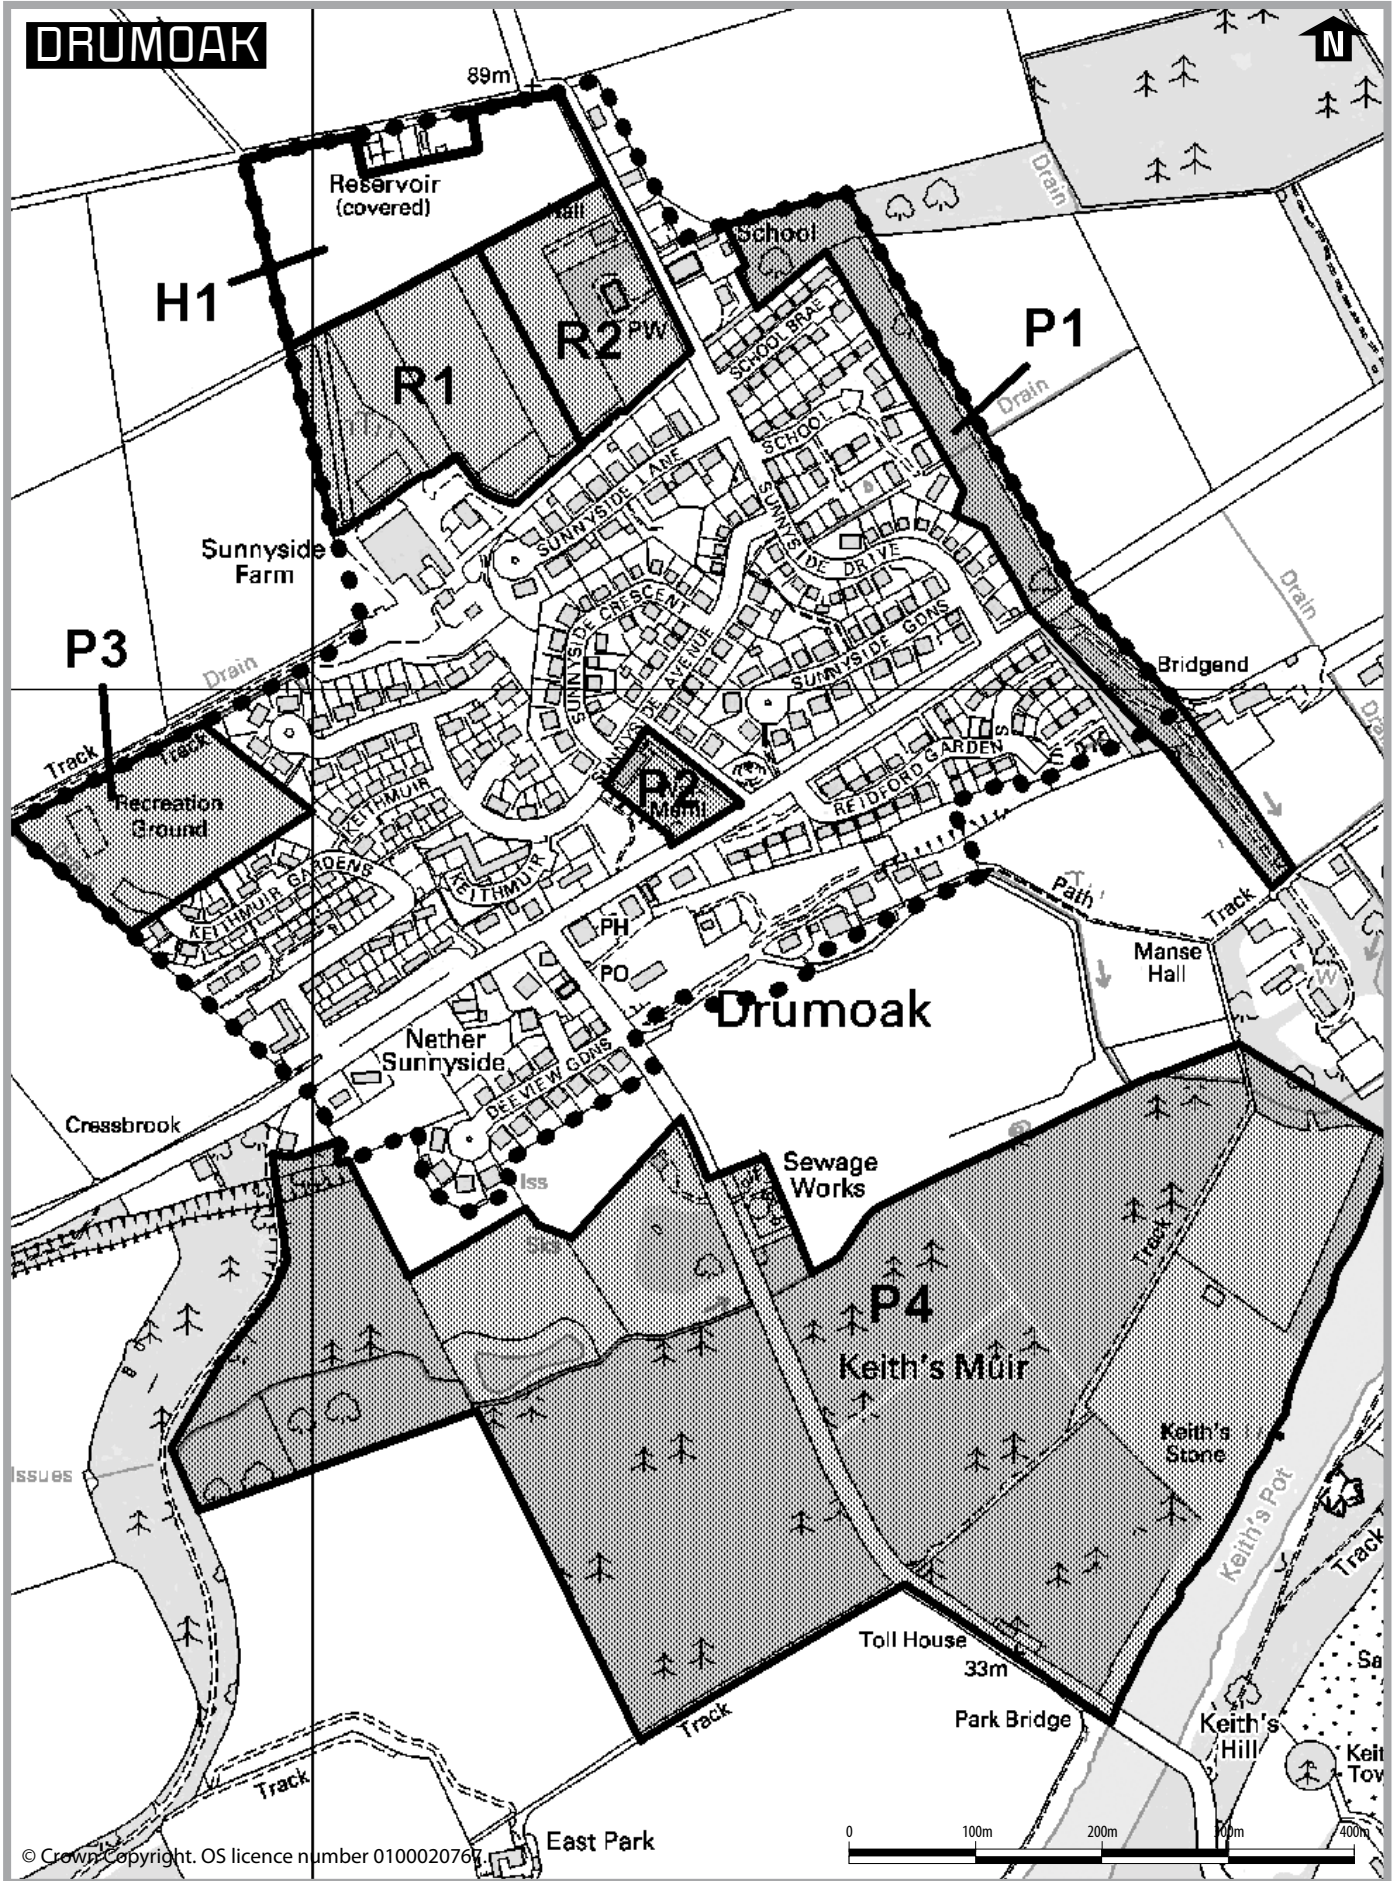 DRUMOAK
N
89m
Reservoir
(covered)
Hall
School
Drain
H1
R2
PW
R1
SCHOOL BRAE
P1
Drain
SCHOOL
SUNNYSIDE LANE
SUNNYSIDE DRIVE
Sunnyside
Farm
SUNNYSIDE CRESCENT
SUNNYSIDE AVENUE
SUNNYSIDE GDNS
Drain
P3
Drain
Bridgend
Track
Track
Recreation
Ground
KEITHMUIR
P2
REIDFORD GARDENS
KEITHMUIR GARDENS
KEITHMUIR
PH
PO
Path
Track
Manse
Hall
W
Drumoak
Nether
Sunnyside
DEEVIEW GDNS
Cressbrook
Iss
Sks
Sewage
Works
Track
P4
Keith's Muir
Keith's
Stone
Issues
Keith's Pot
Track
Toll House
33m
Park Bridge
Track
Keith's
Hill
Track
East Park
0
100m
200m
300m
400m
© Crown Copyright. OS licence number 0100020767.